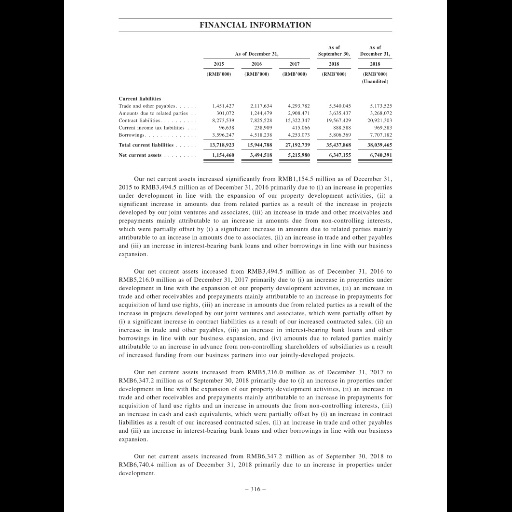 FINANCIAL INFORMATION
As of December 31, As of September 30, As of December 31,
2015 2016 2017 2018 2018
(RMB'000) (RMB'000) (RMB'000) (RMB'000) (RMB'000)
(Unaudited)
Current liabilities
Trade and other payables . . . . . . 1,451,427 2,117,634 4,293,782 5,540,045 5,173,525
Amounts due to related parties . . . 301,072 1,244,479 2,908,471 3,635,437 3,268,072
Contract liabilities . . . . . . . . 8,273,539 7,825,528 15,322,337 19,567,429 20,921,203
Current income tax liabilities . . . 96,638 238,909 415,066 888,588 969,583
Borrowings . . . . . . . . . . . . . 3,596,247 4,518,238 4,253,073 5,806,369 7,707,182
Total current liabilities . . . . . . 13,718,923 15,944,788 27,192,739 35,437,868 38,039,465
Net current assets . . . . . . . . . 1,154,460 3,494,518 5,215,980 6,347,155 6,740,391
Our net current assets increased significantly from RMB1,154.5 million as of December 31,
2015 to RMB3,494.5 million as of December 31, 2016 primarily due to (i) an increase in properties
under development in line with the expansion of our property development activities, (ii) a
significant increase in amounts due from related parties as a result of the increase in projects
developed by our joint ventures and associates, (iii) an increase in trade and other receivables and
prepayments mainly attributable to an increase in amounts due from non-controlling interests,
which were partially offset by (i) a significant increase in amounts due to related parties mainly
attributable to an increase in amounts due to associates, (ii) an increase in trade and other payables
and (iii) an increase in interest-bearing bank loans and other borrowings in line with our business
expansion.
Our net current assets increased from RMB3,494.5 million as of December 31, 2016 to
RMB5,216.0 million as of December 31, 2017 primarily due to (i) an increase in properties under
development in line with the expansion of our property development activities, (ii) an increase in
trade and other receivables and prepayments mainly attributable to an increase in prepayments for
acquisition of land use rights, (iii) an increase in amounts due from related parties as a result of the
increase in projects developed by our joint ventures and associates, which were partially offset by
(i) a significant increase in contract liabilities as a result of our increased contracted sales, (ii) an
increase in trade and other payables, (iii) an increase in interest-bearing bank loans and other
borrowings in line with our business expansion, and (iv) amounts due to related parties mainly
attributable to an increase in advance from non-controlling shareholders of subsidiaries as a result
of increased funding from our business partners into our jointly-developed projects.
Our net current assets increased from RMB5,216.0 million as of December 31, 2017 to
RMB6,347.2 million as of September 30, 2018 primarily due to (i) an increase in properties under
development in line with the expansion of our property development activities, (ii) an increase in
trade and other receivables and prepayments mainly attributable to an increase in prepayments for
acquisition of land use rights and an increase in amounts due from non-controlling interests, (iii)
an increase in cash and cash equivalents, which were partially offset by (i) an increase in contract
liabilities as a result of our increased contracted sales, (ii) an increase in trade and other payables
and (iii) an increase in interest-bearing bank loans and other borrowings in line with our business
expansion.
Our net current assets increased from RMB6,347.2 million as of September 30, 2018 to
RMB6,740.4 million as of December 31, 2018 primarily due to an increase in properties under
development.
– 316 –